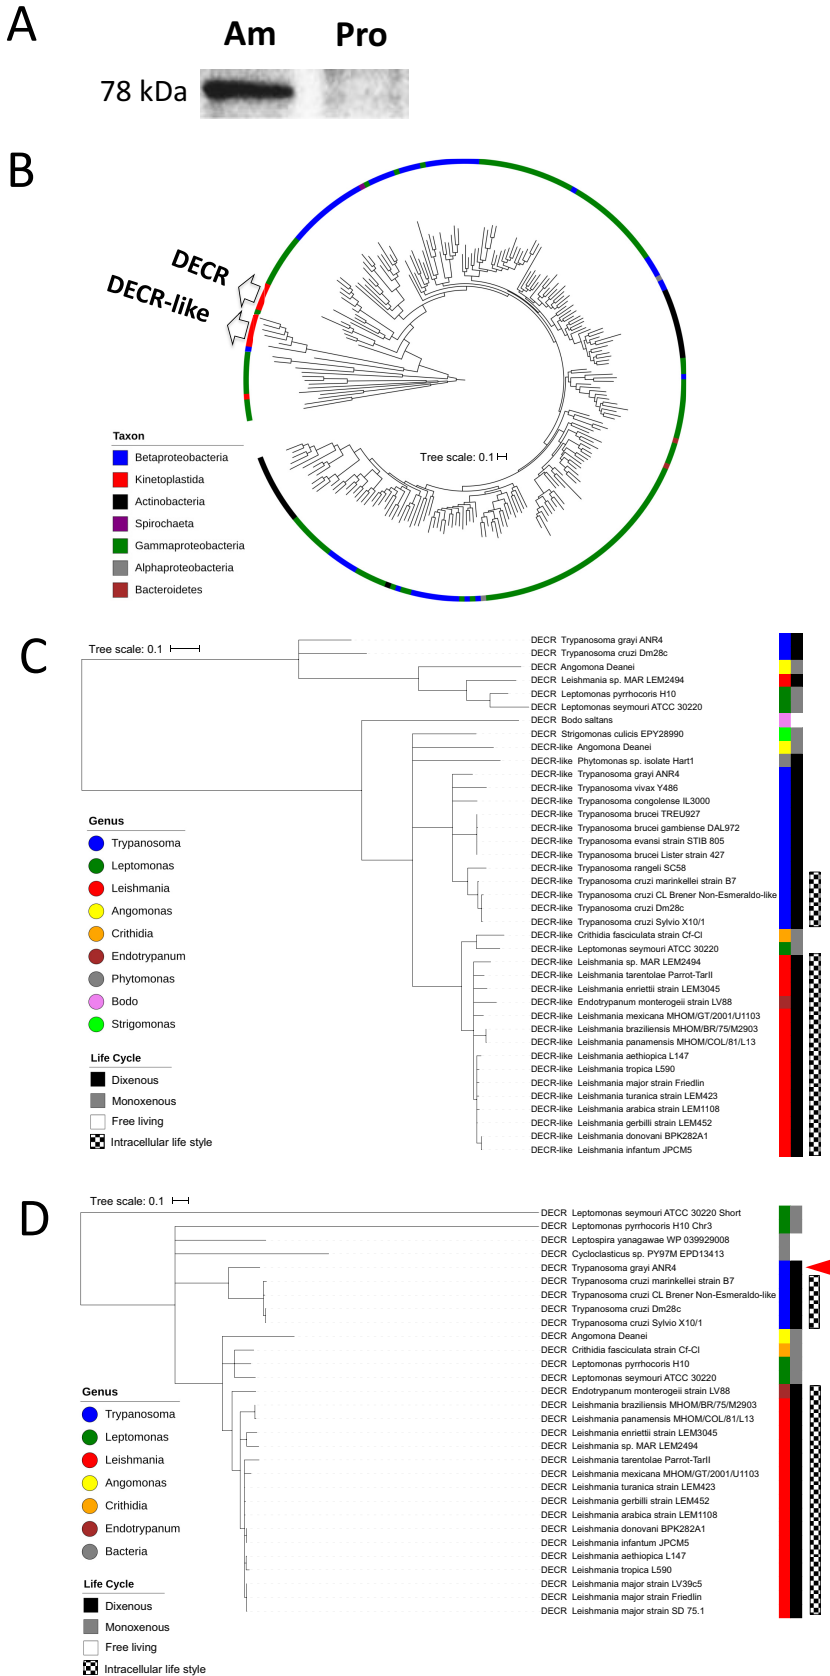 A
Am Pro
78 kDa
B
DECR
DECR-like
Taxon
Betaproteobacteria
Kinetoplastida
Actinobacteria
Spirochaeta
Gammaproteobacteria
Alphaproteobacteria
Bacteroidetes
Tree scale: 0.1
C
Tree scale: 0.1
DECR Trypanosoma grayi ANR4
DECR Trypanosoma cruzi Dm28c
DECR Angomona Deanei
DECR Leishmania sp. MAR LEM2494
DECR Leptomonas pyrrhocoris H10
DECR Leptomonas seymouri ATCC 30220
DECR Bodo saltans
DECR Strigomonas culicis EPY28990
DECR-like Angomona Deanei
DECR-like Phytomonas sp. isolate Hart1
DECR-like Trypanosoma grayi ANR4
DECR-like Trypanosoma vivax Y486
DECR-like Trypanosoma congolense IL3000
DECR-like Trypanosoma brucei TREU927
DECR-like Trypanosoma brucei gambiense DAL972
DECR-like Trypanosoma evansi strain STIB 805
DECR-like Trypanosoma brucei Lister strain 427
DECR-like Trypanosoma rangeli SC58
DECR-like Trypanosoma cruzi marinkellei strain B7
DECR-like Trypanosoma cruzi CL Brener Non-Esmeraldo-like
DECR-like Trypanosoma cruzi Dm28c
DECR-like Trypanosoma cruzi Sylvio X10/1
DECR-like Crithidia fasciculata strain Cf-Cl
DECR-like Leptomonas seymouri ATCC 30220
DECR-like Leishmania sp. MAR LEM2494
DECR-like Leishmania tarentolae Parrot-TarII
DECR-like Leishmania enriettii strain LEM3045
DECR-like Endotrypanum monterogeii strain LV88
DECR-like Leishmania mexicana MHOM/GT/2001/U1103
DECR-like Leishmania braziliensis MHOM/BR/75/M2903
DECR-like Leishmania panamensis MHOM/COL/81/L13
DECR-like Leishmania aethiopica L147
DECR-like Leishmania tropica L590
DECR-like Leishmania major strain Friedlin
DECR-like Leishmania turanica strain LEM423
DECR-like Leishmania arabica strain LEM1108
DECR-like Leishmania gerbilli strain LEM452
DECR-like Leishmania donovani BPK282A1
DECR-like Leishmania infantum JPCM5
Genus
Trypanosoma
Leptomonas
Leishmania
Angomonas
Crithidia
Endotrypanum
Phytomonas
Bodo
Strigomonas
Life Cycle
Dixenous
Monoxenous
Free living
Intracellular life style
D
Tree scale: 0.1
DECR Leptomonas seymouri ATCC 30220 Short
DECR Leptomonas pyrrhocoris H10 Chr3
DECR Leptospira yanagawae WP 039929008
DECR Cycloclasticus sp. PY97M EPD13413
DECR Trypanosoma grayi ANR4
DECR Trypanosoma cruzi marinkellei strain B7
DECR Trypanosoma cruzi CL Brener Non-Esmeraldo-like
DECR Trypanosoma cruzi Dm28c
DECR Trypanosoma cruzi Sylvio X10/1
DECR Angomona Deanei
DECR Crithidia fasciculata strain Cf-Cl
DECR Leptomonas pyrrhocoris H10
DECR Leptomonas seymouri ATCC 30220
DECR Endotrypanum monterogeii strain LV88
DECR Leishmania braziliensis MHOM/BR/75/M2903
DECR Leishmania panamensis MHOM/COL/81/L13
DECR Leishmania enriettii strain LEM3045
DECR Leishmania sp. MAR LEM2494
DECR Leishmania tarentolae Parrot-TarII
DECR Leishmania mexicana MHOM/GT/2001/U1103
DECR Leishmania turanica strain LEM423
DECR Leishmania gerbilli strain LEM452
DECR Leishmania arabica strain LEM1108
DECR Leishmania donovani BPK282A1
DECR Leishmania infantum JPCM5
DECR Leishmania aethiopica L147
DECR Leishmania tropica L590
DECR Leishmania major strain LV39c5
DECR Leishmania major strain Friedlin
DECR Leishmania major strain SD 75.1
Genus
Trypanosoma
Leptomonas
Leishmania
Angomonas
Crithidia
Endotrypanum
Bacteria
Life Cycle
Dixenous
Monoxenous
Free living
Intracellular life style